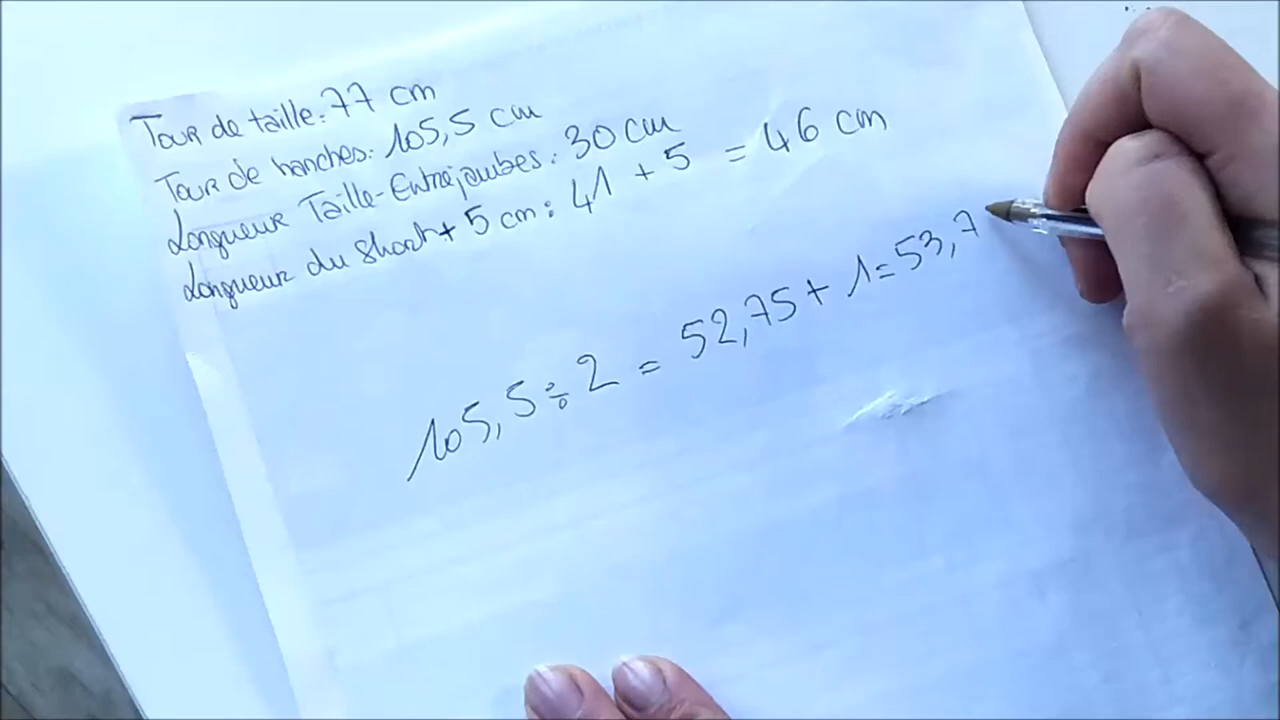 Tour de taille: 77 cm
Tour de hanches: 105,5 cm
Longueur Taille-Entrejambes: 30 cm
Longueur du Short + 5 cm: 41 + 5 = 46 cm
105,5 ÷ 2 = 52,75 + 1 = 53,7